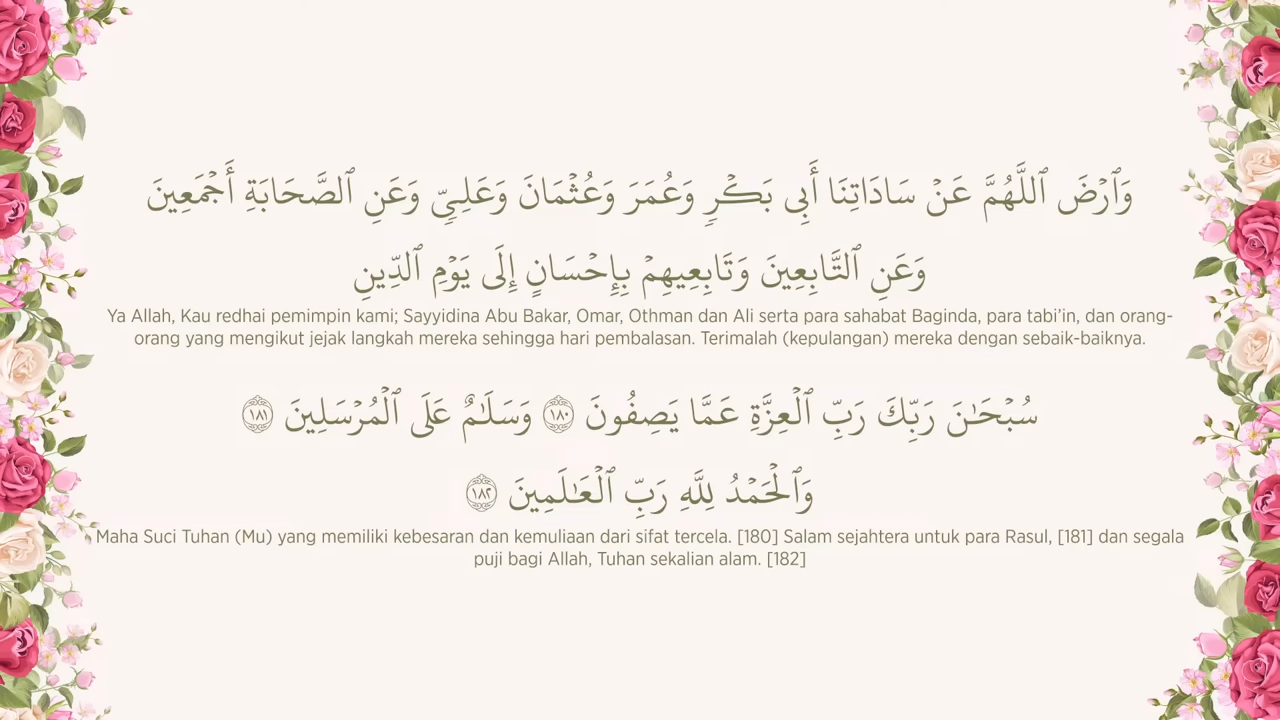 وَٱرۡضَ ٱللَّهُمَّ عَنۡ سَادَاتِنَا أَبِي بَكۡرٖ وَعُمَرَ وَعُثۡمَانَ وَعَلِيّٖ وَعَنِ ٱلصَّحَابَةِ أَجۡمَعِينَ
وَعَنِ ٱلتَّابِعِينَ وَتَابِعِيهِمۡ بِإِحۡسَانٍ إِلَى يَوۡمِ ٱلدِّينِ
Ya Allah, Kau redhai pemimpin kami; Sayyidina Abu Bakar, Omar, Othman dan Ali serta para sahabat Baginda, para tabi’in, dan orang-
orang yang mengikut jejak langkah mereka sehingga hari pembalasan. Terimalah (kepulangan) mereka dengan sebaik-baiknya.
سُبۡحَٰنَ رَبِّكَ رَبِّ ٱلۡعِزَّةِ عَمَّا يَصِفُونَ ١٨٠ وَسَلَٰمٌ عَلَى ٱلۡمُرۡسَلِينَ ١٨١
وَٱلۡحَمۡدُ لِلَّهِ رَبِّ ٱلۡعَٰلَمِينَ ١٨٢
Maha Suci Tuhan (Mu) yang memiliki kebesaran dan kemuliaan dari sifat tercela. [180] Salam sejahtera untuk para Rasul, [181] dan segala
puji bagi Allah, Tuhan sekalian alam. [182]